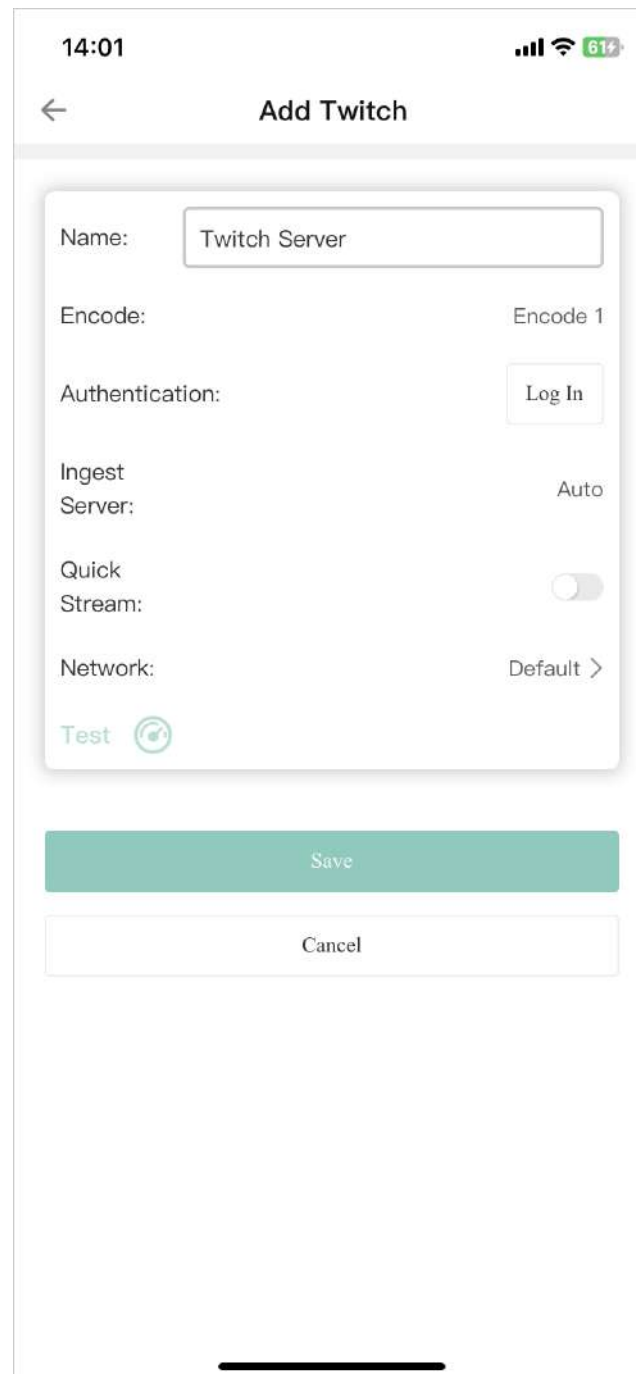 14:01
61
Add Twitch
Name:
Twitch Server
Encode:
Encode 1
Authentication:
Log In
Ingest
Server:
Auto
Quick
Stream:
Network:
Default >
Test
Save
Cancel